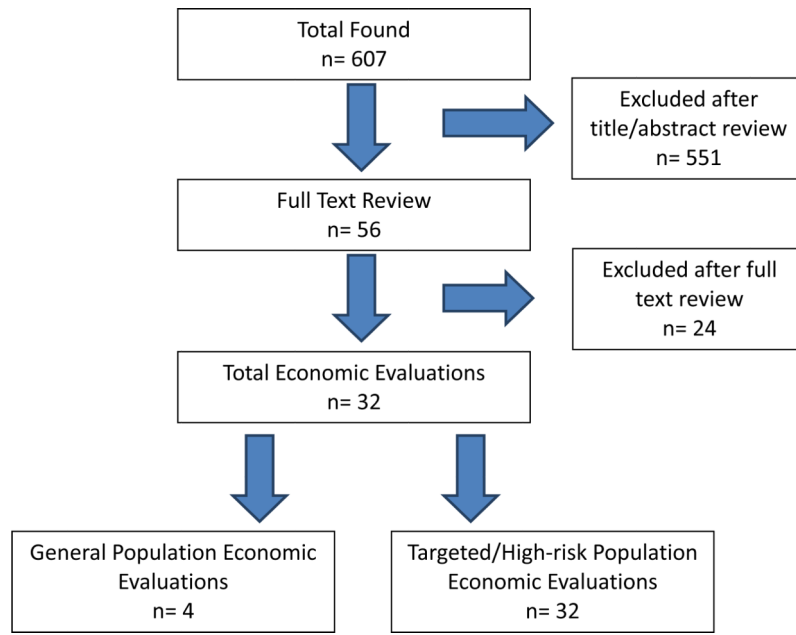 Total Found
n= 607
Excluded after
title/abstract review
n= 551
Full Text Review
n= 56
Excluded after full
text review
n= 24
Total Economic Evaluations
n= 32
General Population Economic
Evaluations
n= 4
Targeted/High-risk Population
Economic Evaluations
n= 32